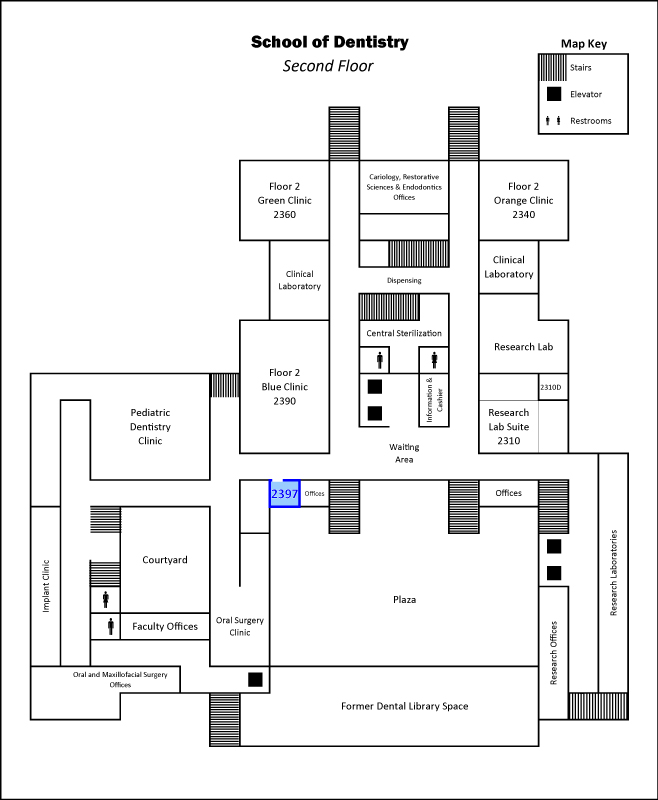 School of Dentistry
Second Floor
Map Key
Stairs
Elevator
Restrooms
Floor 2
Green Clinic
2360
Cariology, Restorative
Sciences & Endodontics
Offices
Floor 2
Orange Clinic
2340
Clinical
Laboratory
Dispensing
Clinical
Laboratory
Central Sterilization
Research Lab
Floor 2
Blue Clinic
2390
Information &
Cashier
2310D
Research
Lab Suite
2310
Pediatric
Dentistry
Clinic
Waiting
Area
2397
Offices
Offices
Courtyard
Implant Clinic
Plaza
Research Laboratories
Faculty Offices
Oral Surgery
Clinic
Research Offices
Oral and Maxillofacial Surgery
Offices
Former Dental Library Space